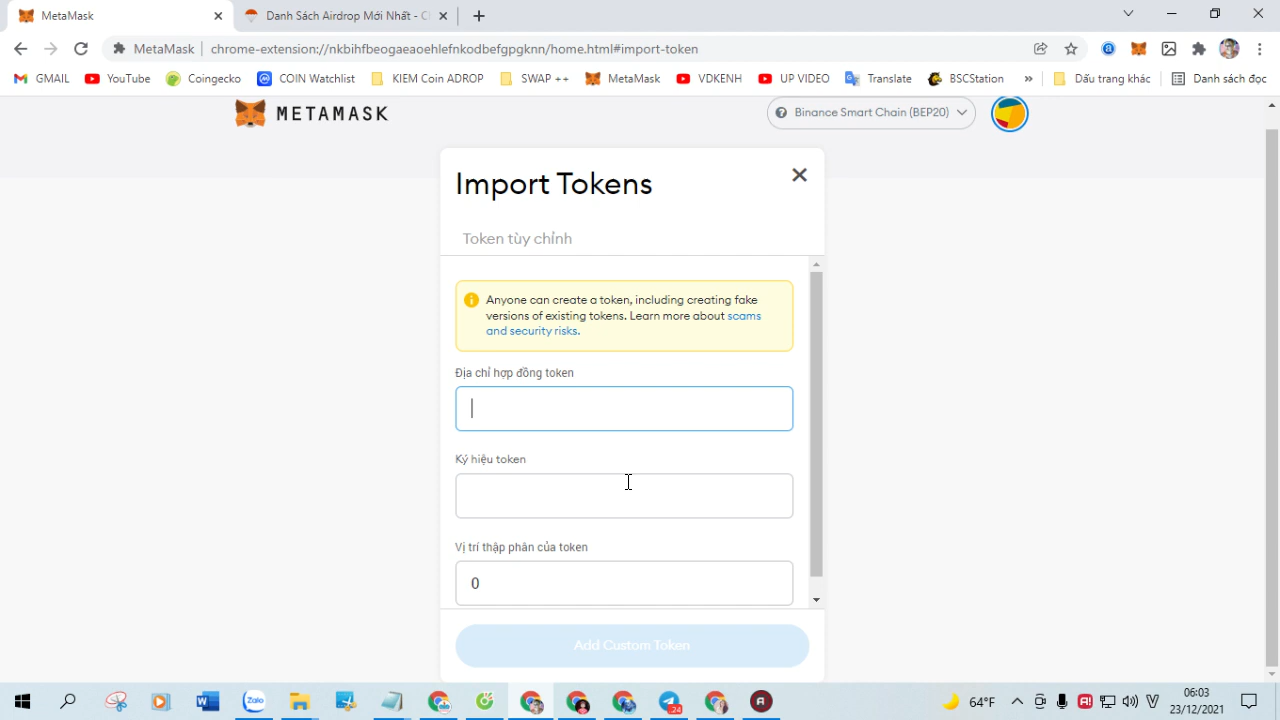 MetaMask
Danh Sách Airdrop Mới Nhất - C
MetaMask
chrome-extension://nkbihfbeogaeaoehlefnkodbefgpgknn/home.html#import-token
GMAIL
YouTube
Coingecko
COIN Watchlist
KIEM Coin ADROP
SWAP ++
MetaMask
VDKENH
UP VIDEO
Translate
BSCStation
»
Dấu trang khác
Danh sách đọc
METAMASK
Binance Smart Chain (BEP20)
Import Tokens
Token tùy chỉnh
Anyone can create a token, including creating fake
versions of existing tokens. Learn more about scams
and security risks.
Địa chỉ hợp đồng token
Ký hiệu token
Vị trí thập phân của token
0
Add Custom Token
Zalo
24
64°F
06:03
23/12/2021